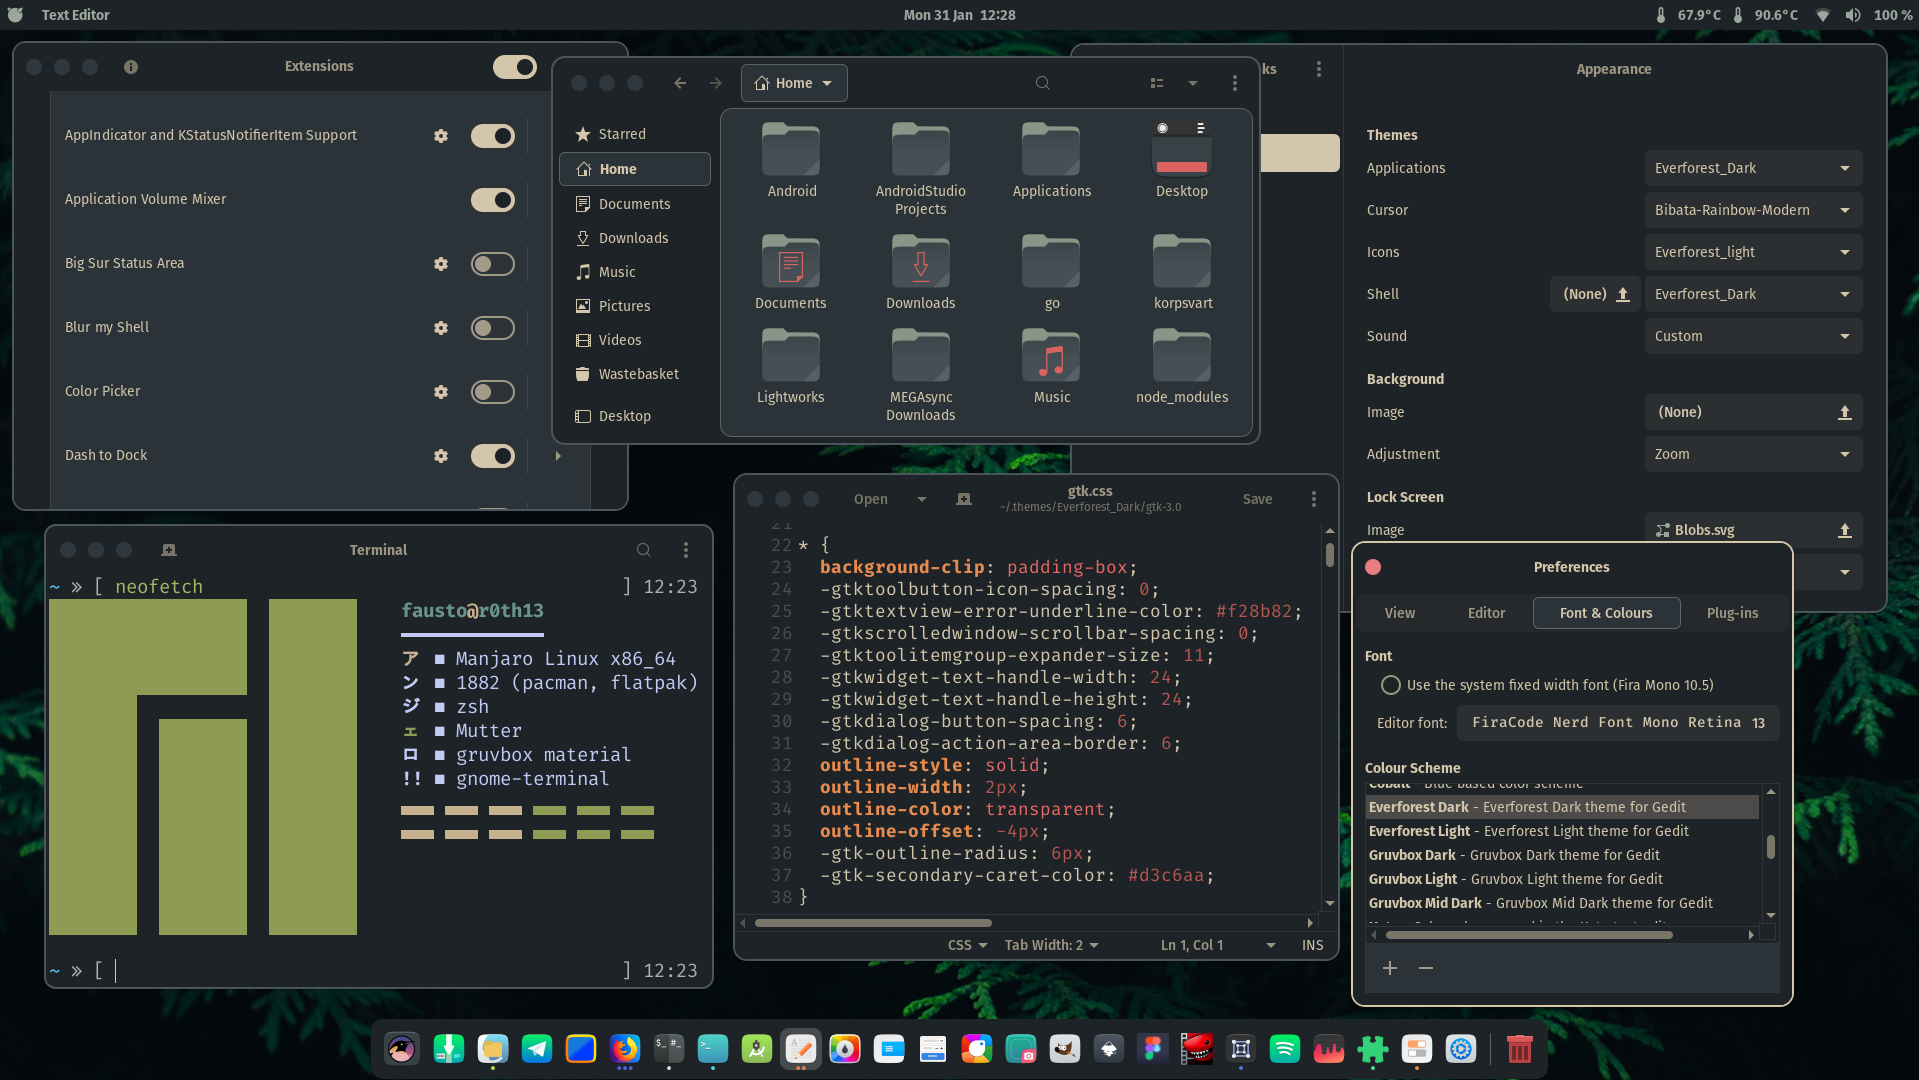 Text Editor
Mon 31 Jan 12:28
67.9°C 90.6°C 100 %
Extensions
AppIndicator and KStatusNotifierItem Support
Application Volume Mixer
Big Sur Status Area
Blur my Shell
Color Picker
Dash to Dock
Home
Starred
Home
Documents
Downloads
Music
Pictures
Videos
Wastebasket
Desktop
Android
AndroidStudio
Projects
Applications
Desktop
Documents
Downloads
go
korpsvart
Lightworks
MEGAsync
Downloads
Music
node_modules
ks
Appearance
Themes
Applications Everforest_Dark
Cursor Bibata-Rainbow-Modern
Icons Everforest_light
Shell (None) Everforest_Dark
Sound Custom
Background
Image (None)
Adjustment Zoom
Lock Screen
Image Blobs.svg
Terminal
~ » [ neofetch ] 12:23
fausto@r0th13
ア ■ Manjaro Linux x86_64
ン ■ 1882 (pacman, flatpak)
ジ ■ zsh
ェ ■ Mutter
ロ ■ gruvbox material
!! ■ gnome-terminal
~ » [ ] 12:23
Open
gtk.css
~/.themes/Everforest_Dark/gtk-3.0
Save
21
22 * {
23 background-clip: padding-box;
24 -gtktoolbutton-icon-spacing: 0;
25 -gtktextview-error-underline-color: #f28b82;
26 -gtkscrolledwindow-scrollbar-spacing: 0;
27 -gtktoolitemgroup-expander-size: 11;
28 -gtkwidget-text-handle-width: 24;
29 -gtkwidget-text-handle-height: 24;
30 -gtkdialog-button-spacing: 6;
31 -gtkdialog-action-area-border: 6;
32 outline-style: solid;
33 outline-width: 2px;
34 outline-color: transparent;
35 outline-offset: -4px;
36 -gtk-outline-radius: 6px;
37 -gtk-secondary-caret-color: #d3c6aa;
38 }
CSS Tab Width: 2 Ln 1, Col 1 INS
Preferences
View Editor Font & Colours Plug-ins
Font
Use the system fixed width font (Fira Mono 10.5)
Editor font: FiraCode Nerd Font Mono Retina 13
Colour Scheme
Cobalt - Blue based color scheme
Everforest Dark - Everforest Dark theme for Gedit
Everforest Light - Everforest Light theme for Gedit
Gruvbox Dark - Gruvbox Dark theme for Gedit
Gruvbox Light - Gruvbox Light theme for Gedit
Gruvbox Mid Dark - Gruvbox Mid Dark theme for Gedit